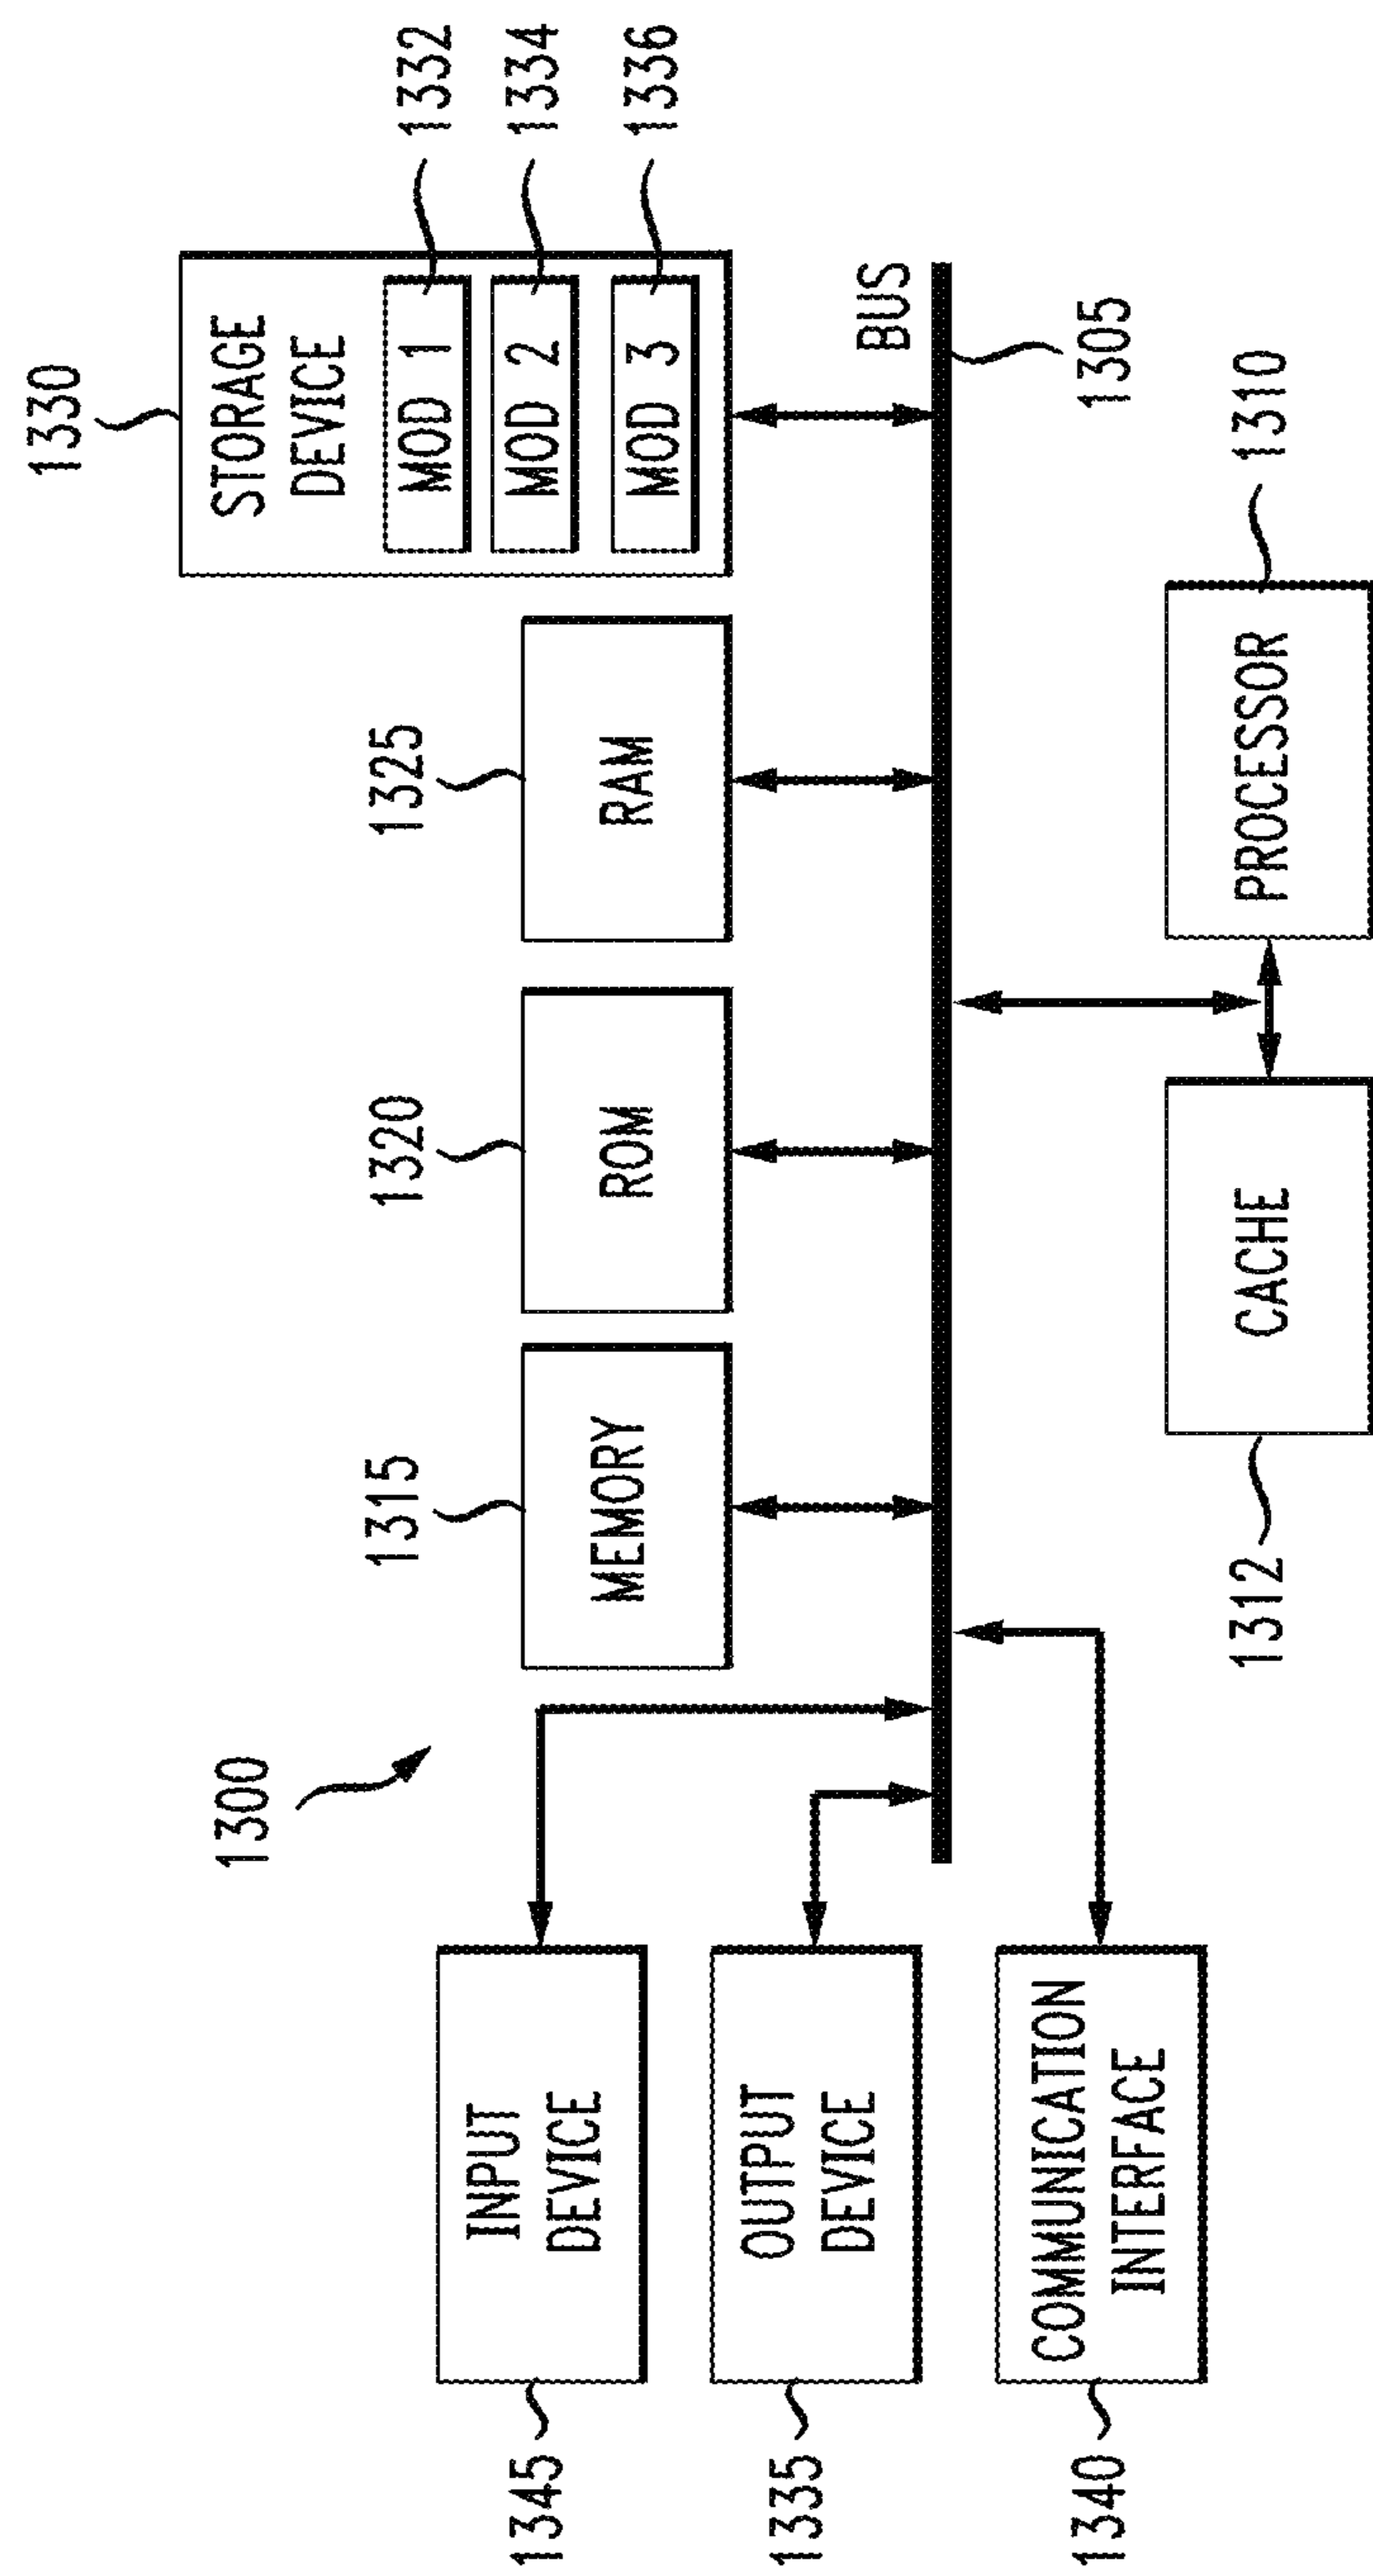 1330
STORAGE
DEVICE
MOD 1
1332
MOD 2
1334
MOD 3
1336
1325
RAM
1320
ROM
1315
MEMORY
1300
1345
INPUT
DEVICE
1335
OUTPUT
DEVICE
1340
COMMUNICATION
INTERFACE
BUS
1305
1312
CACHE
PROCESSOR
1310